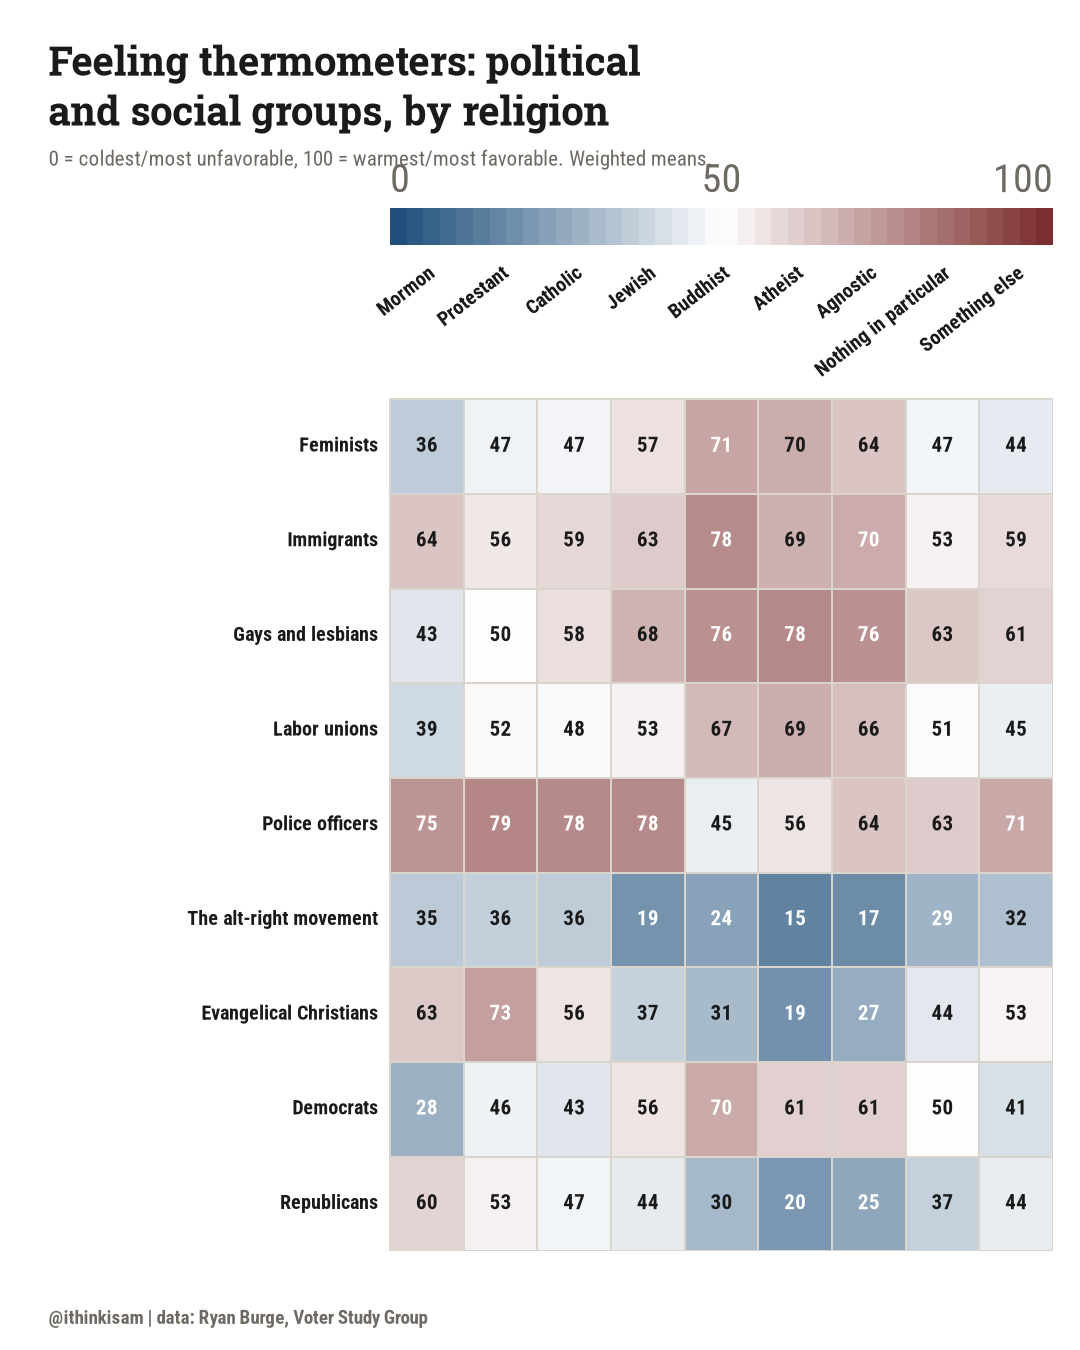 Feeling thermometers: political
and social groups, by religion
0 = coldest/most unfavorable, 100 = warmest/most favorable. Weighted means.
0 50 100
Mormon Protestant Catholic Jewish Buddhist Atheist Agnostic Nothing in particular Something else
Feminists 36 47 47 57 71 70 64 47 44
Immigrants 64 56 59 63 78 69 70 53 59
Gays and lesbians 43 50 58 68 76 78 76 63 61
Labor unions 39 52 48 53 67 69 66 51 45
Police officers 75 79 78 78 45 56 64 63 71
The alt-right movement 35 36 36 19 24 15 17 29 32
Evangelical Christians 63 73 56 37 31 19 27 44 53
Democrats 28 46 43 56 70 61 61 50 41
Republicans 60 53 47 44 30 20 25 37 44
@ithinkisam | data: Ryan Burge, Voter Study Group